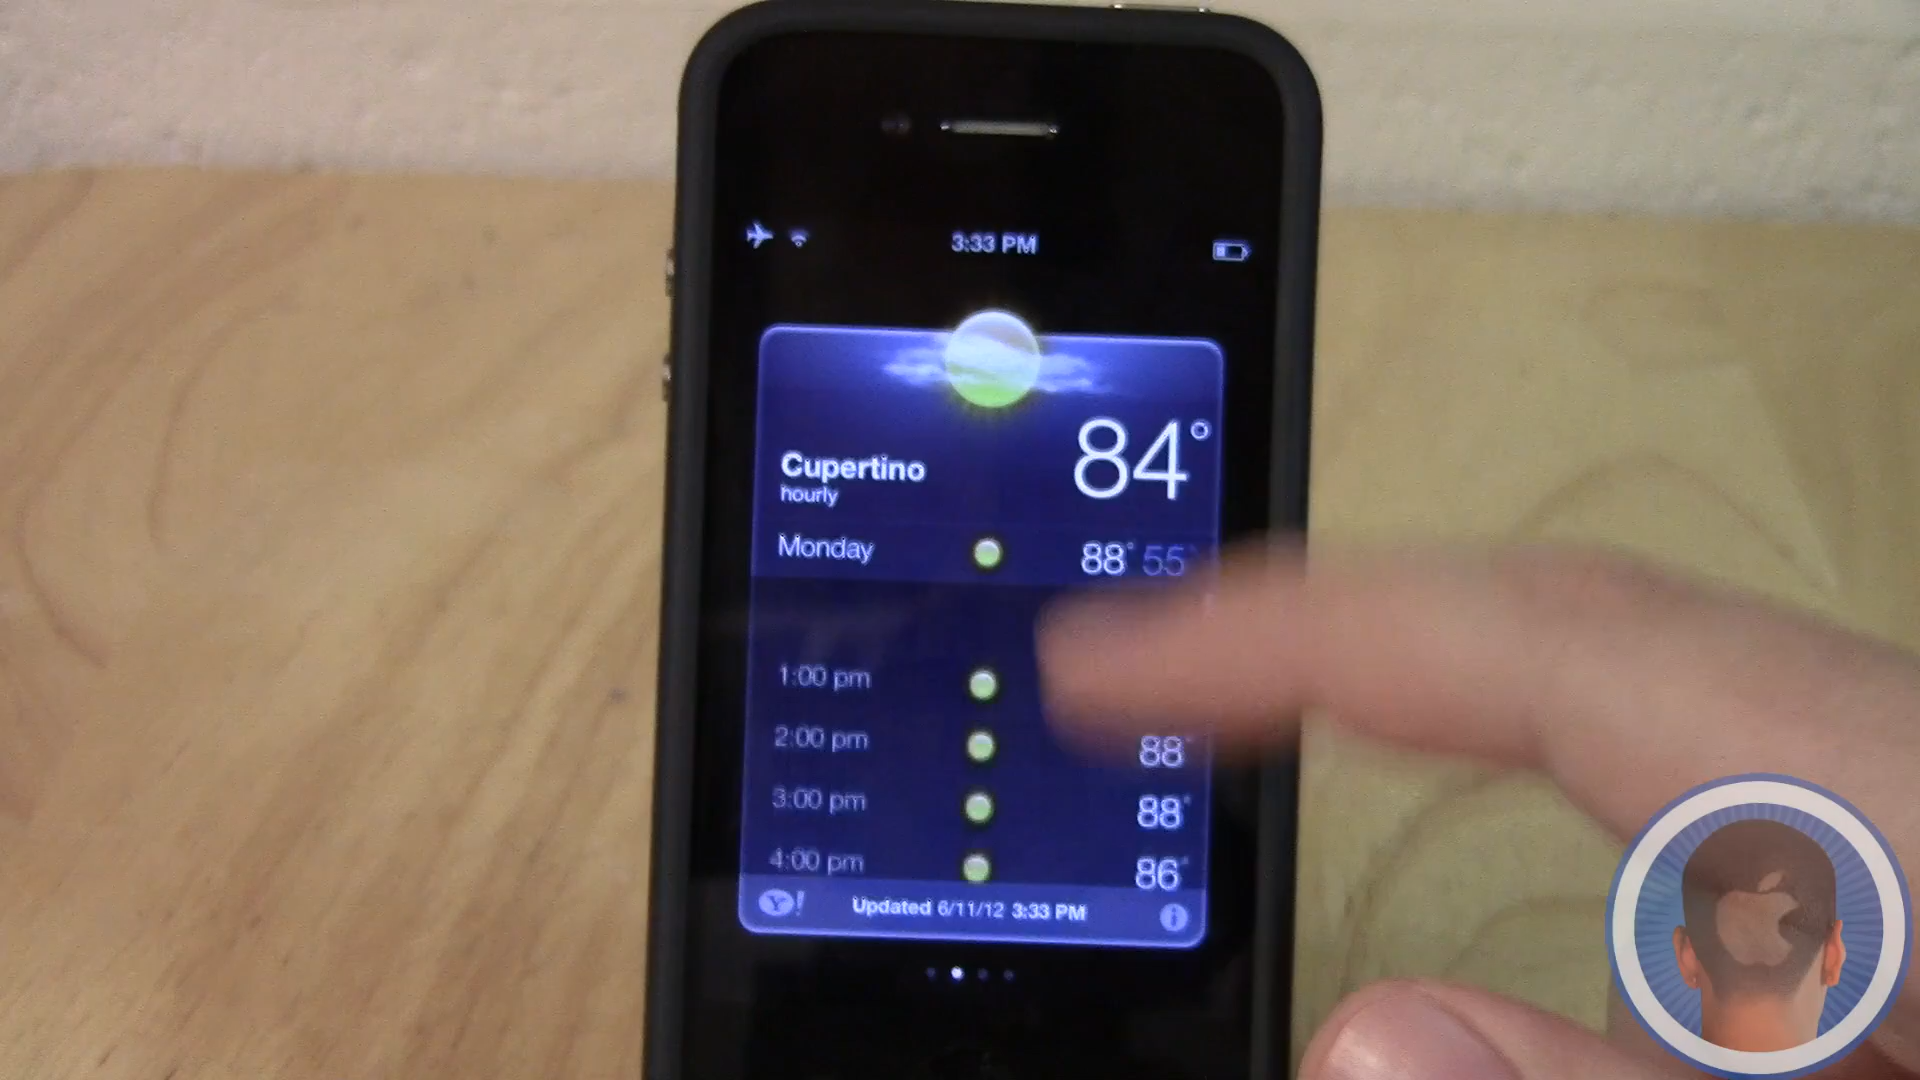 3:33 PM
84°
Cupertino
hourly
Monday 88° 55
1:00 pm
2:00 pm 88°
3:00 pm 88°
4:00 pm 86°
Y! Updated 6/11/12 3:33 PM i